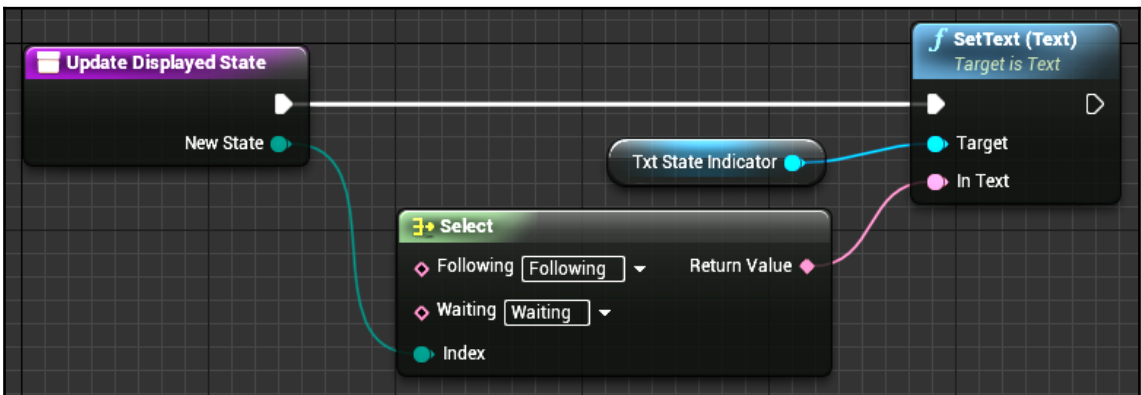 Update Displayed State
New State
Txt State Indicator
f SetText (Text)
Target is Text
Target
In Text
Select
Following Following
Return Value
Waiting Waiting
Index